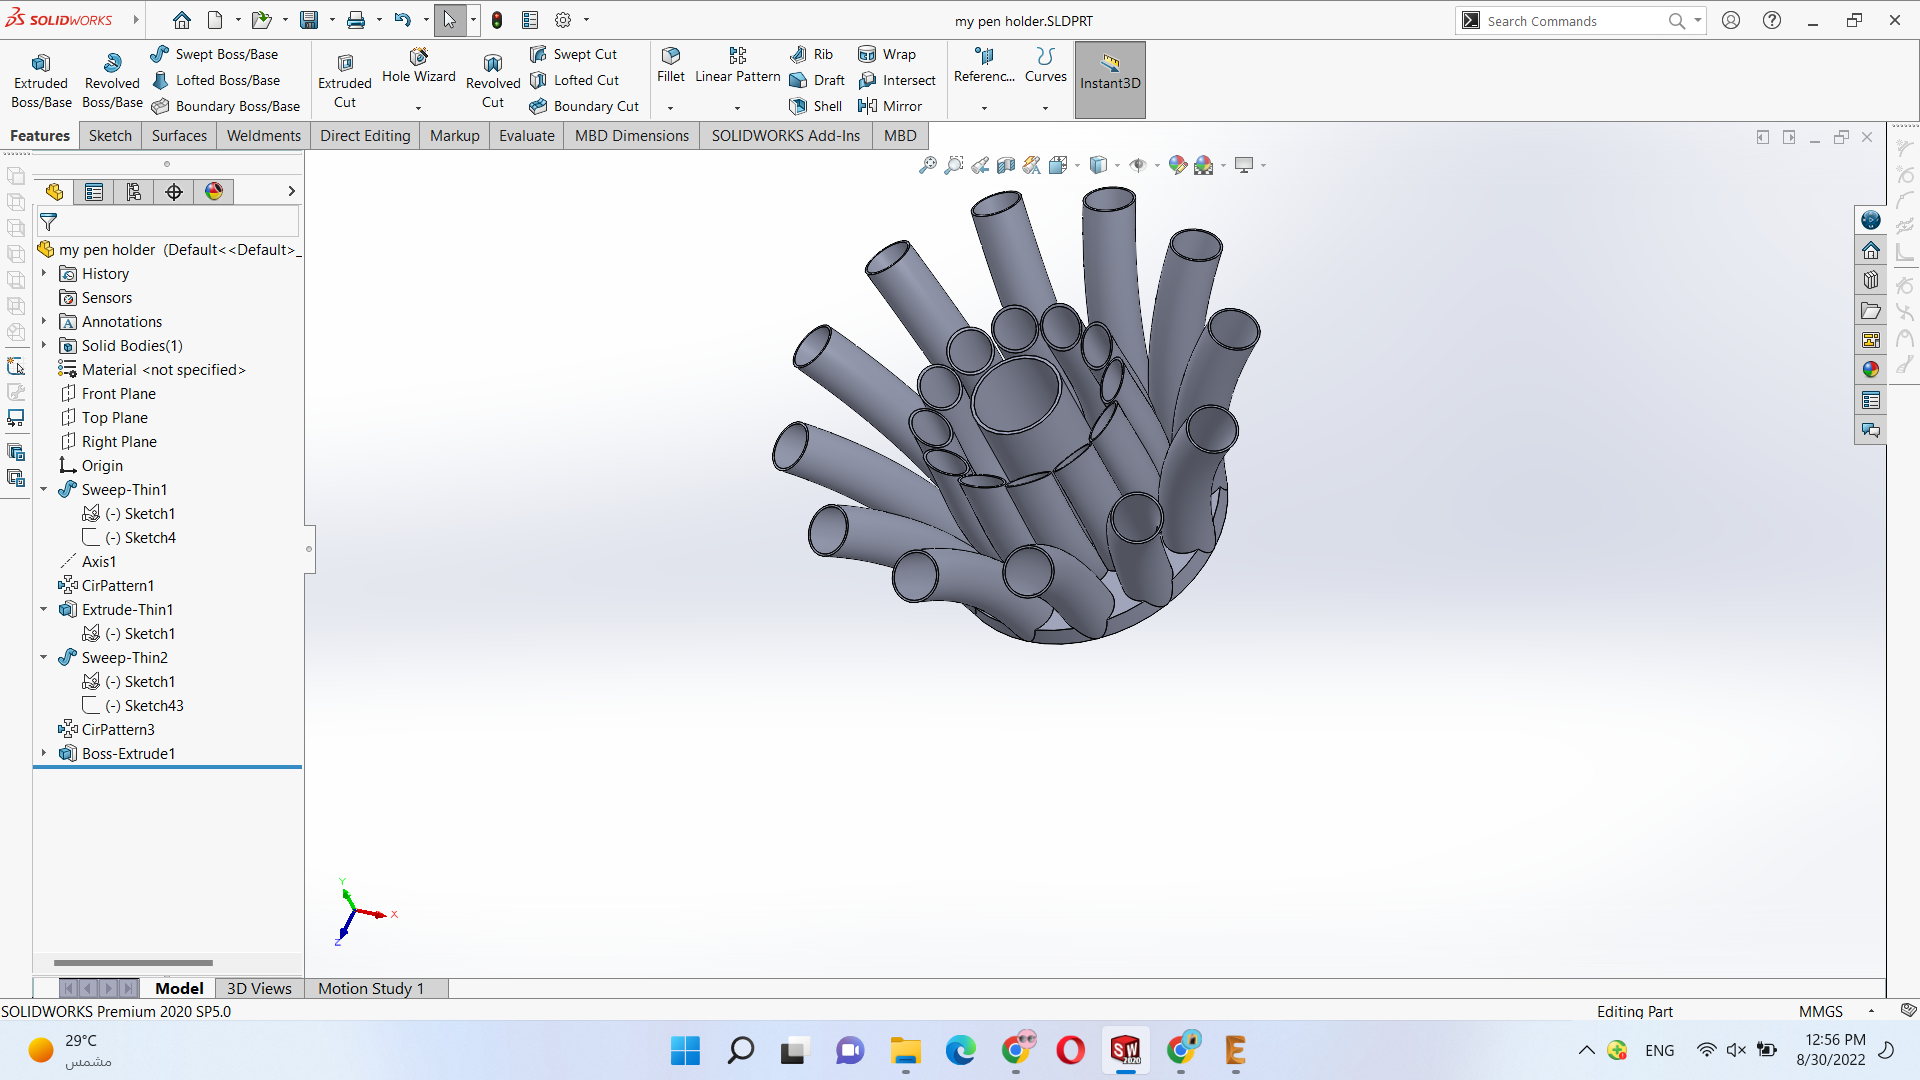 SOLIDWORKS
my pen holder.SLDPRT
Search Commands
Extruded Boss/Base
Revolved Boss/Base
Swept Boss/Base
Lofted Boss/Base
Boundary Boss/Base
Extruded Cut
Hole Wizard
Revolved Cut
Swept Cut
Lofted Cut
Boundary Cut
Fillet
Linear Pattern
Rib
Draft
Shell
Wrap
Intersect
Mirror
Referenc...
Curves
Instant3D
Features
Sketch
Surfaces
Weldments
Direct Editing
Markup
Evaluate
MBD Dimensions
SOLIDWORKS Add-Ins
MBD
my pen holder (Default<<Default>_
History
Sensors
Annotations
Solid Bodies(1)
Material <not specified>
Front Plane
Top Plane
Right Plane
Origin
Sweep-Thin1
(-) Sketch1
(-) Sketch4
Axis1
CirPattern1
Extrude-Thin1
(-) Sketch1
Sweep-Thin2
(-) Sketch1
(-) Sketch43
CirPattern3
Boss-Extrude1
Y
X
Z
Model
3D Views
Motion Study 1
SOLIDWORKS Premium 2020 SP5.0
Editing Part
MMGS
29°C
مشمس
SW
2020
ENG
12:56 PM
8/30/2022